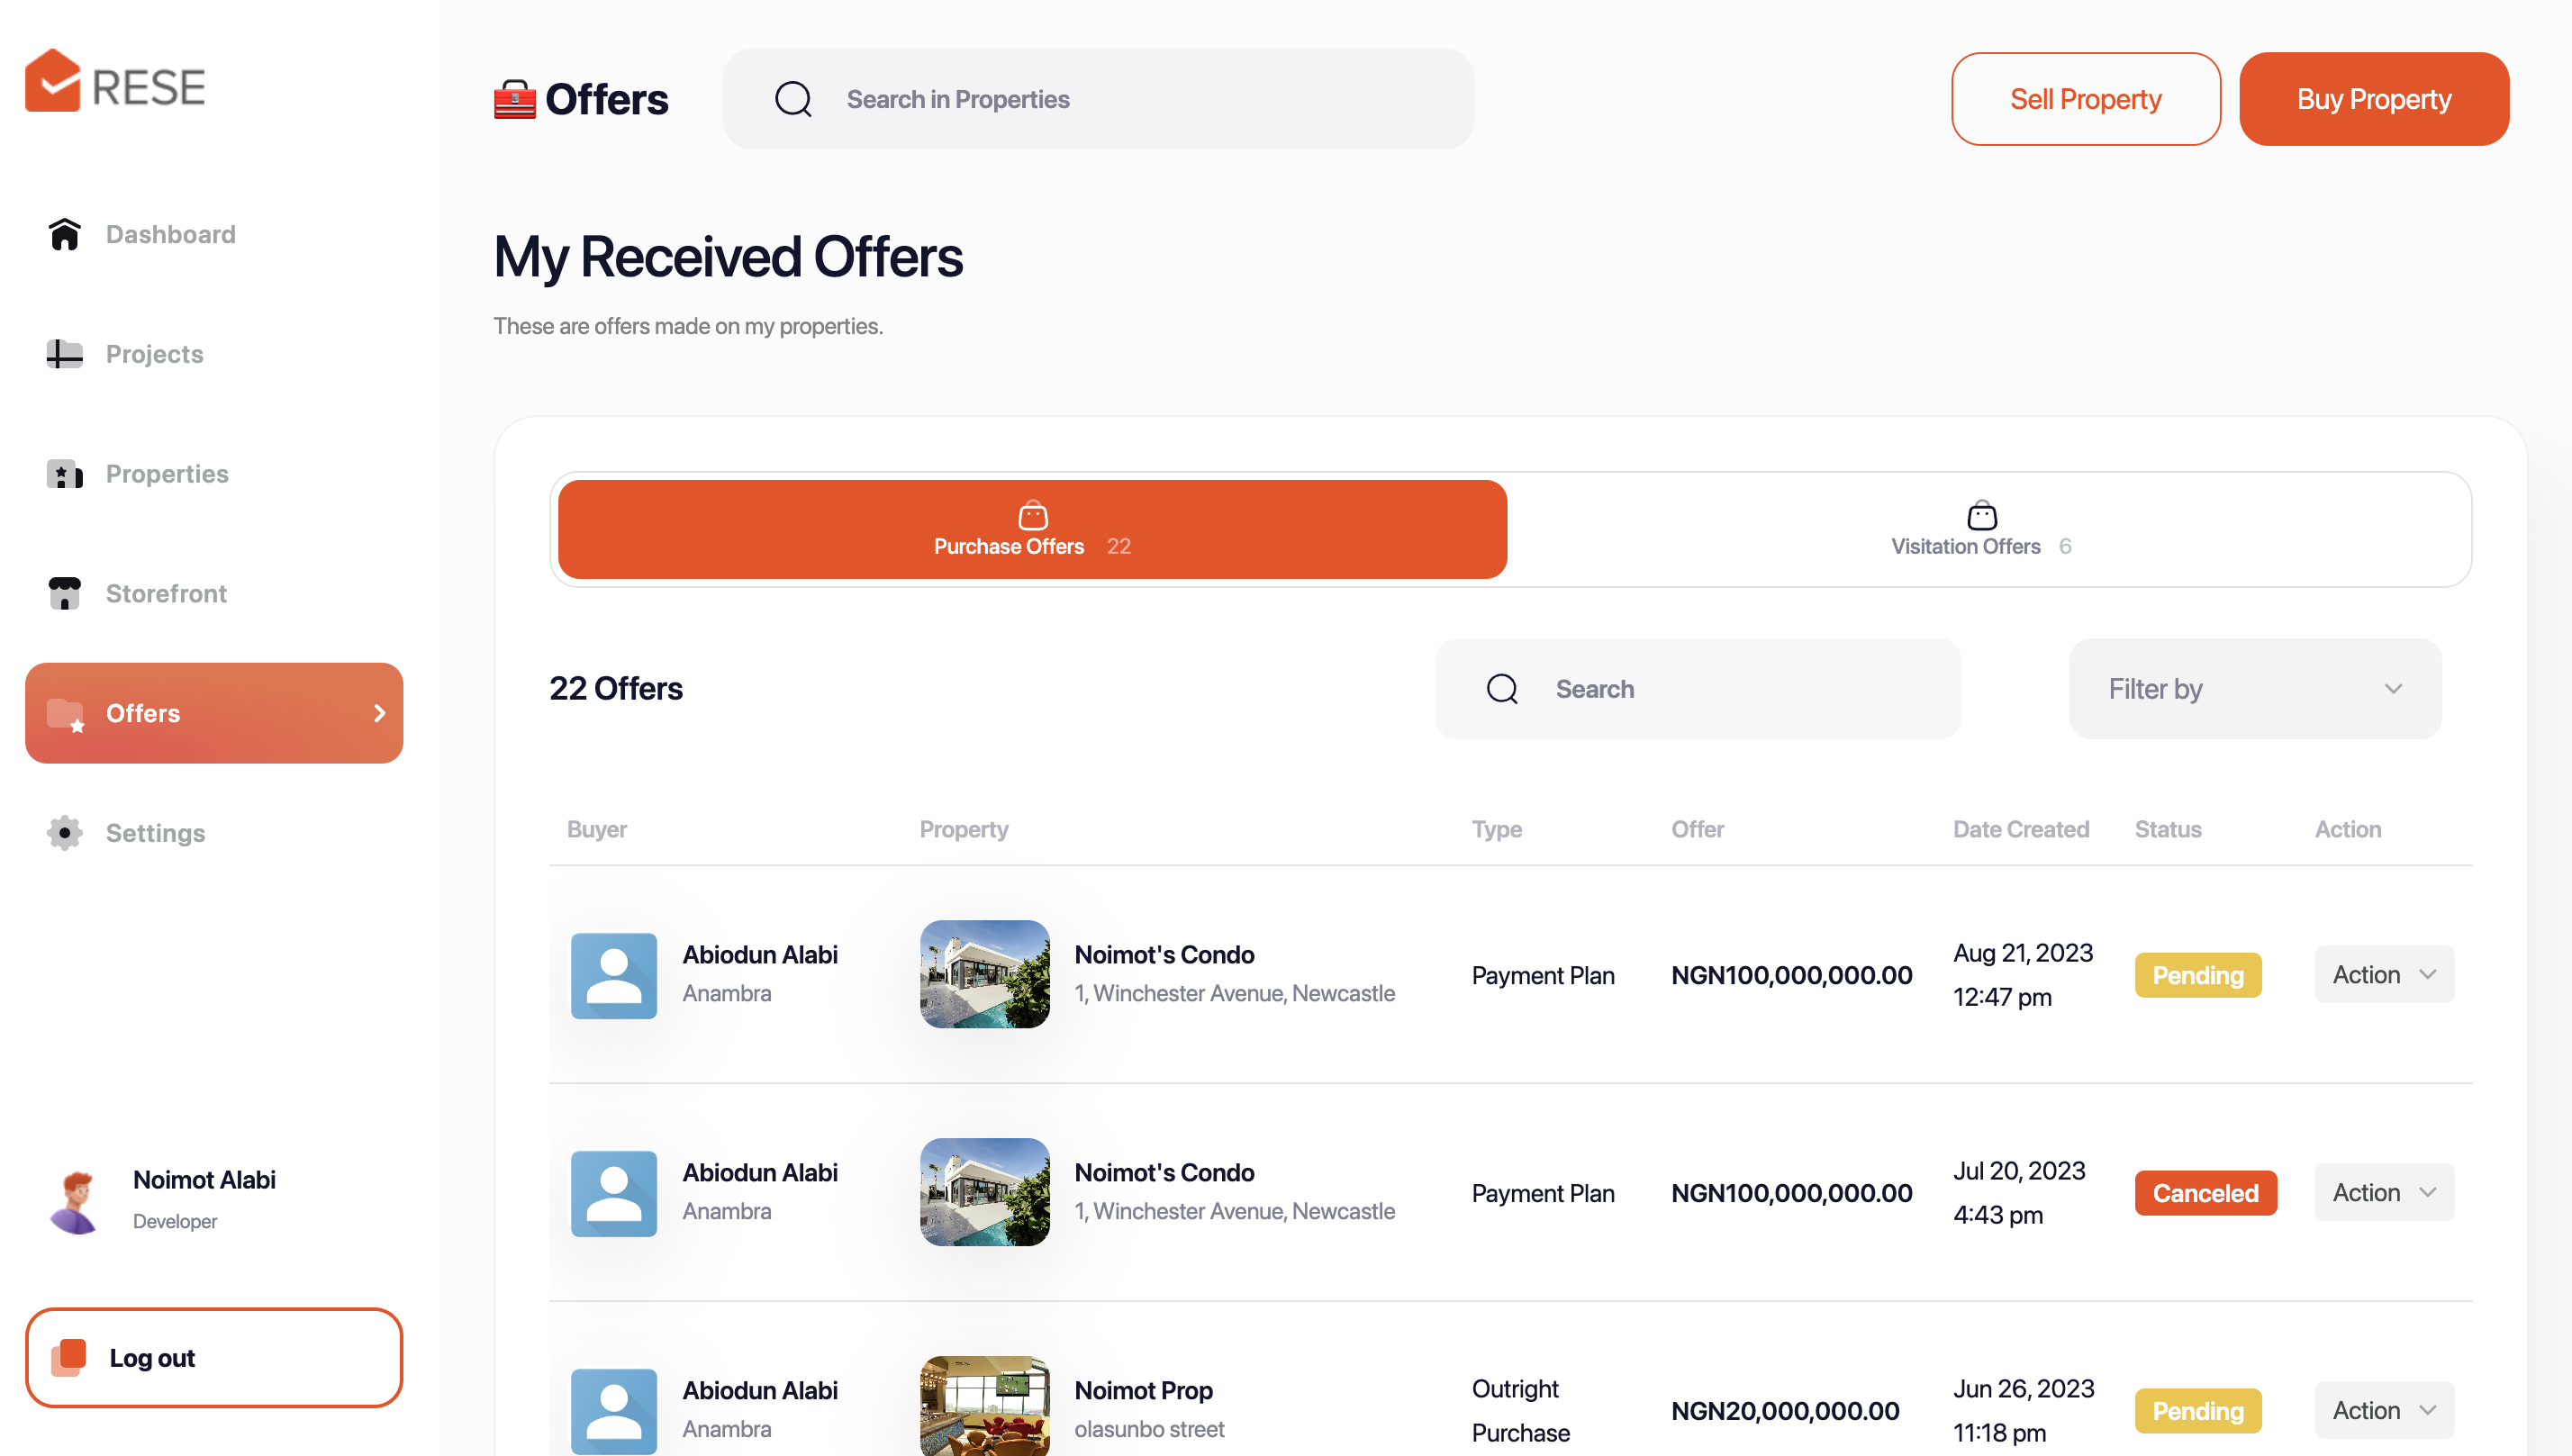 RESE
Offers
Search in Properties
Sell Property
Buy Property
Dashboard
Projects
Properties
Storefront
Offers
Settings
Noimot Alabi
Developer
Log out
My Received Offers
These are offers made on my properties.
Purchase Offers 22
Visitation Offers 6
22 Offers
Search
Filter by
Buyer Property Type Offer Date Created Status Action
Abiodun Alabi
Anambra
Noimot's Condo
1, Winchester Avenue, Newcastle
Payment Plan
NGN100,000,000.00
Aug 21, 2023
12:47 pm
Pending
Action
Abiodun Alabi
Anambra
Noimot's Condo
1, Winchester Avenue, Newcastle
Payment Plan
NGN100,000,000.00
Jul 20, 2023
4:43 pm
Canceled
Action
Abiodun Alabi
Anambra
Noimot Prop
olasunbo street
Outright
Purchase
NGN20,000,000.00
Jun 26, 2023
11:18 pm
Pending
Action